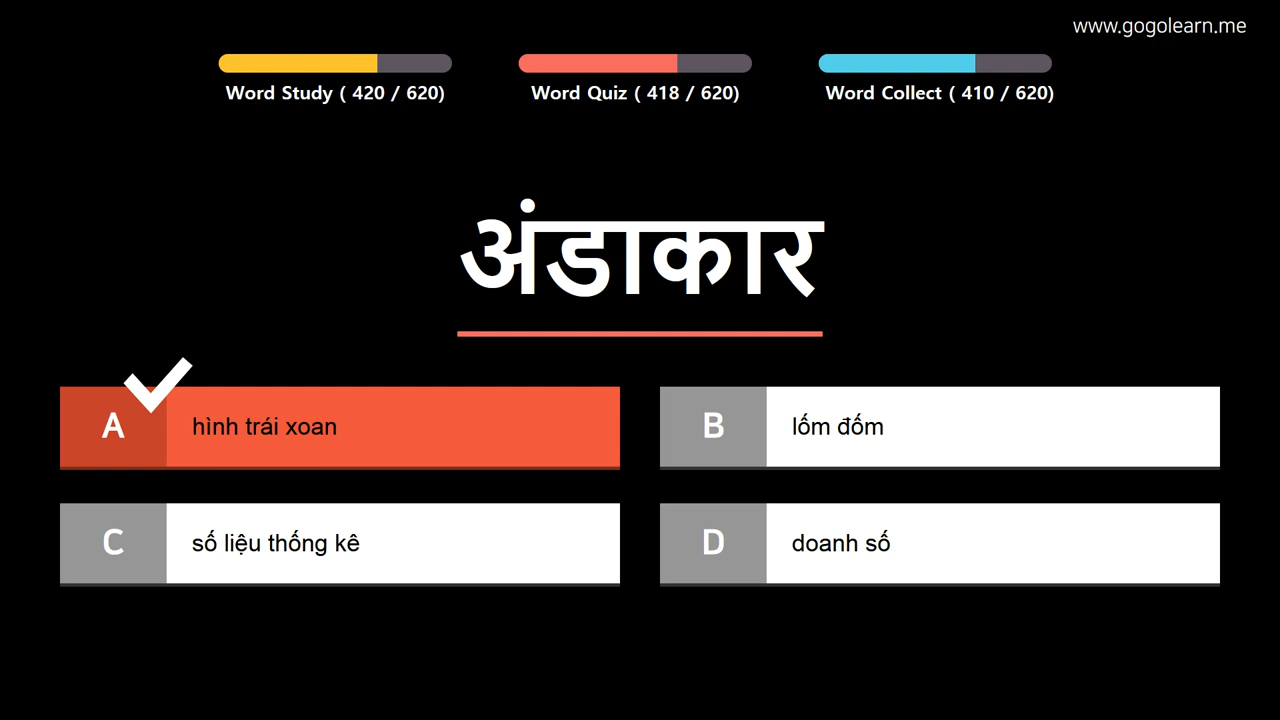 www.gogolearn.me
Word Study ( 420 / 620)
Word Quiz ( 418 / 620)
Word Collect ( 410 / 620)
अंडाकार
A hình trái xoan
B lốm đốm
C số liệu thống kê
D doanh số